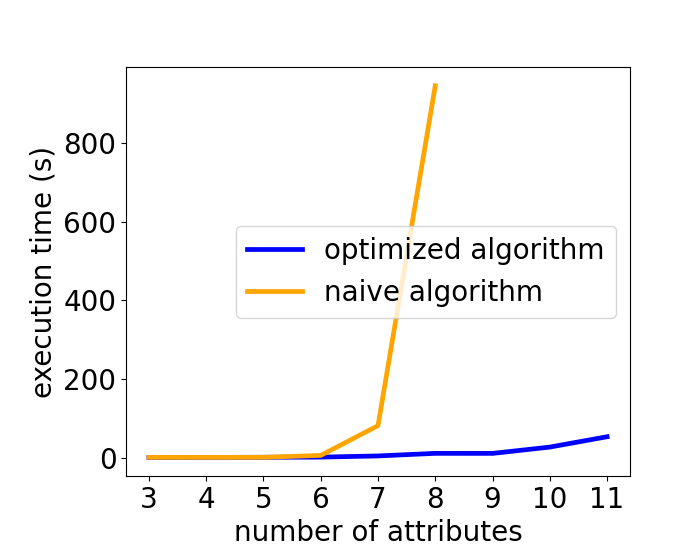 execution time (s)
800
600
400
200
0
optimized algorithm
naive algorithm
3 4 5 6 7 8 9 10 11
number of attributes